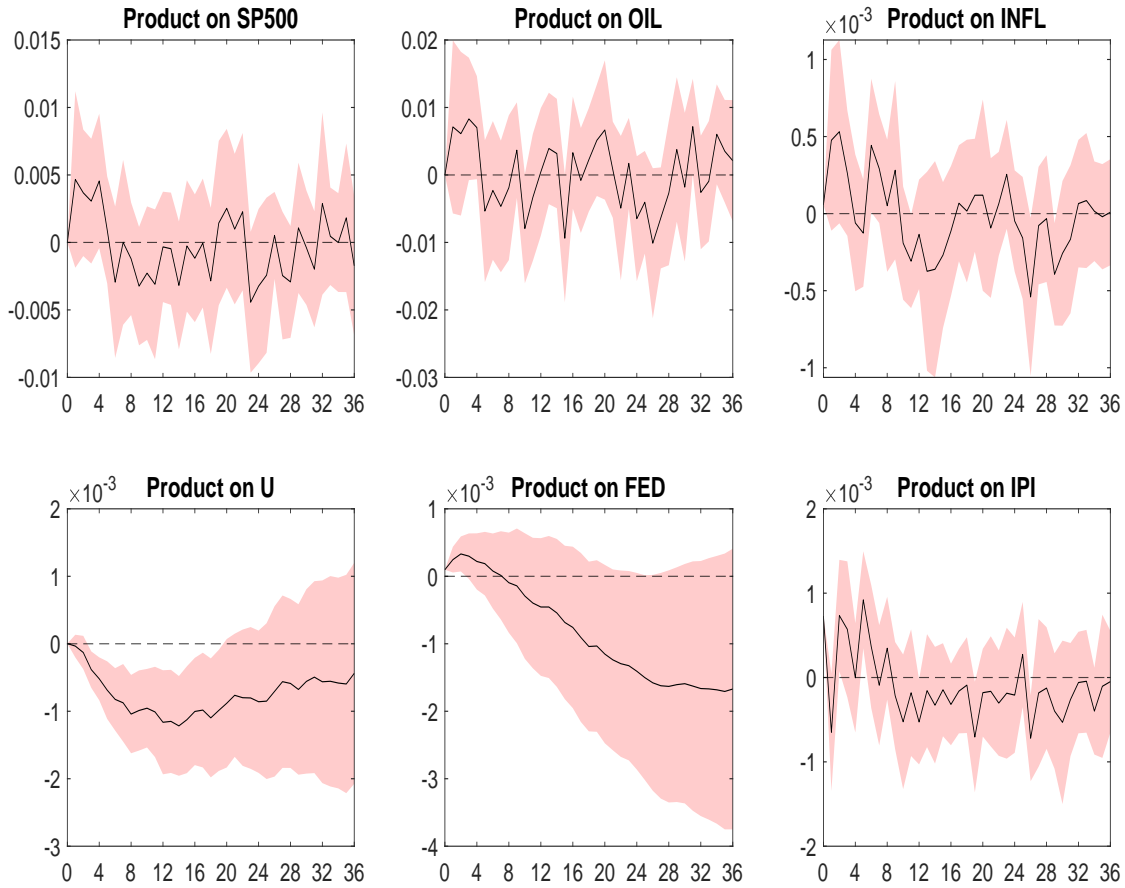 Product on SP500
0.015
0.01
0.005
0
-0.005
-0.01
0 4 8 12 16 20 24 28 32 36
Product on OIL
0.02
0.01
0
-0.01
-0.02
-0.03
0 4 8 12 16 20 24 28 32 36
×10-3 Product on INFL
1
0.5
0
-0.5
-1
0 4 8 12 16 20 24 28 32 36
×10-3 Product on U
2
1
0
-1
-2
-3
0 4 8 12 16 20 24 28 32 36
×10-3 Product on FED
1
0
-1
-2
-3
-4
0 4 8 12 16 20 24 28 32 36
×10-3 Product on IPI
2
1
0
-1
-2
0 4 8 12 16 20 24 28 32 36